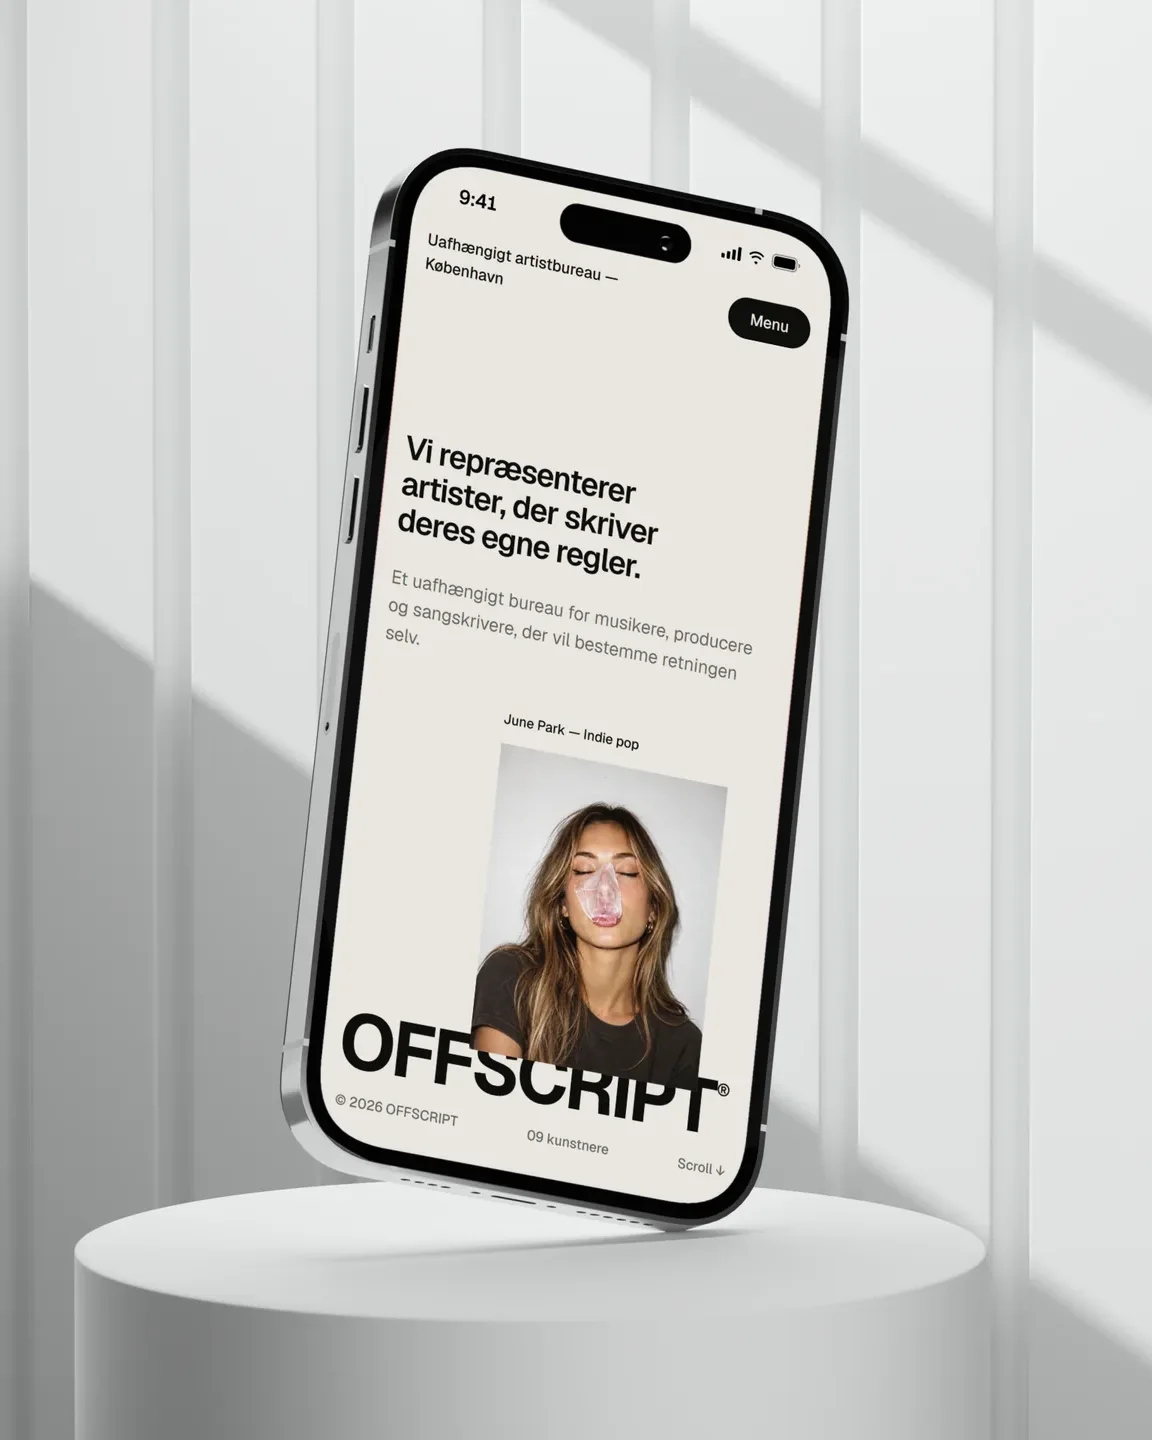 9:41
Uafhængigt artistbureau —
København
Menu
Vi repræsenterer
artister, der skriver
deres egne regler.
Et uafhængigt bureau for musikere, producere
og sangskrivere, der vil bestemme retningen
selv.
June Park — Indie pop
OFFSCRIPT®
© 2026 OFFSCRIPT
09 kunstnere
Scroll ↓